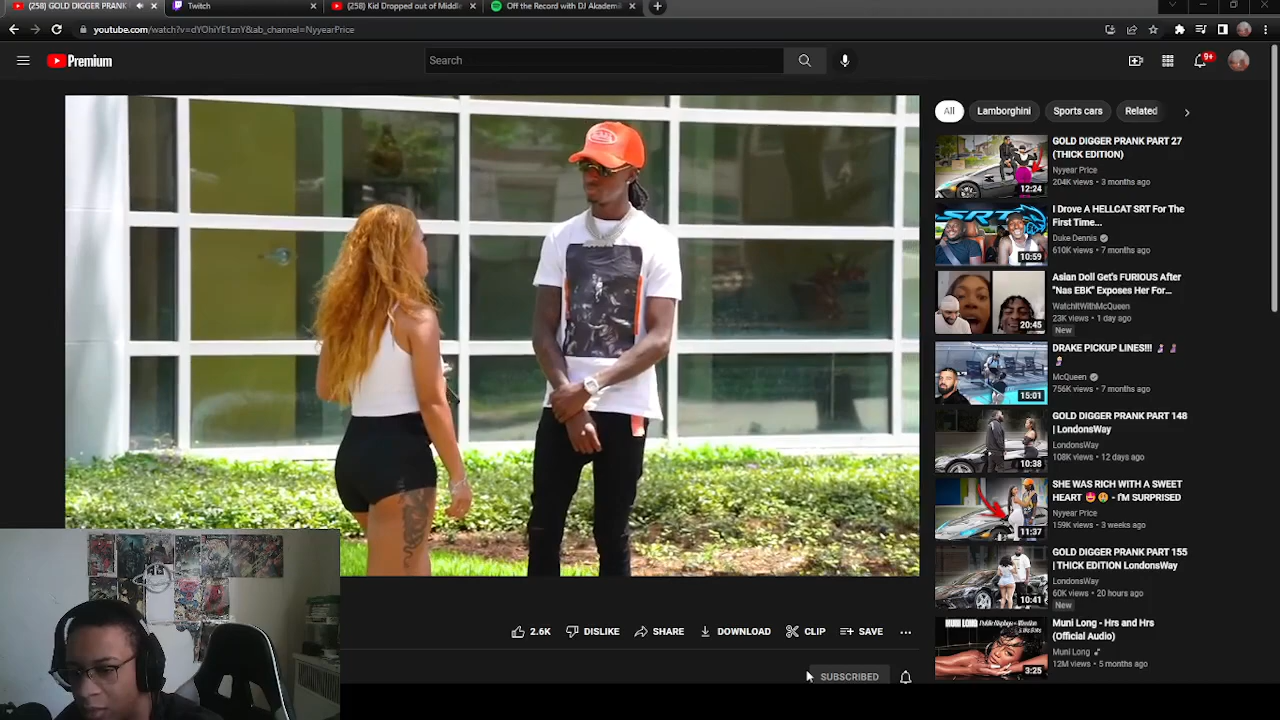 (258) GOLD DIGGER PRANK
Twitch
(258) Kid Dropped out of Middle
Off the Record with DJ Akademi
youtube.com/watch?v=dYOhiYE1znY&ab_channel=NyyearPrice
Premium
Search
9+
All
Lamborghini
Sports cars
Related
GOLD DIGGER PRANK PART 27
(THICK EDITION)
Nyyear Price
204K views • 3 months ago
12:24
I Drove A HELLCAT SRT For The
First Time...
Duke Dennis
610K views • 7 months ago
SRT
10:59
Asian Doll Get's FURIOUS After
"Nas EBK" Exposes Her For...
WatchItWithMcQueen
23K views • 1 day ago
New
20:45
DRAKE PICKUP LINES!!!
McQueen
756K views • 7 months ago
15:01
GOLD DIGGER PRANK PART 148
| LondonsWay
LondonsWay
108K views • 12 days ago
10:38
SHE WAS RICH WITH A SWEET
HEART 🤩🤑 - I'M SURPRISED
Nyyear Price
159K views • 3 weeks ago
11:37
GOLD DIGGER PRANK PART 155
| THICK EDITION LondonsWay
LondonsWay
60K views • 20 hours ago
New
10:41
Muni Long - Hrs and Hrs
(Official Audio)
Muni Long
12M views • 5 months ago
MUNI LONG
3:25
2.6K
DISLIKE
SHARE
DOWNLOAD
CLIP
SAVE
SUBSCRIBED